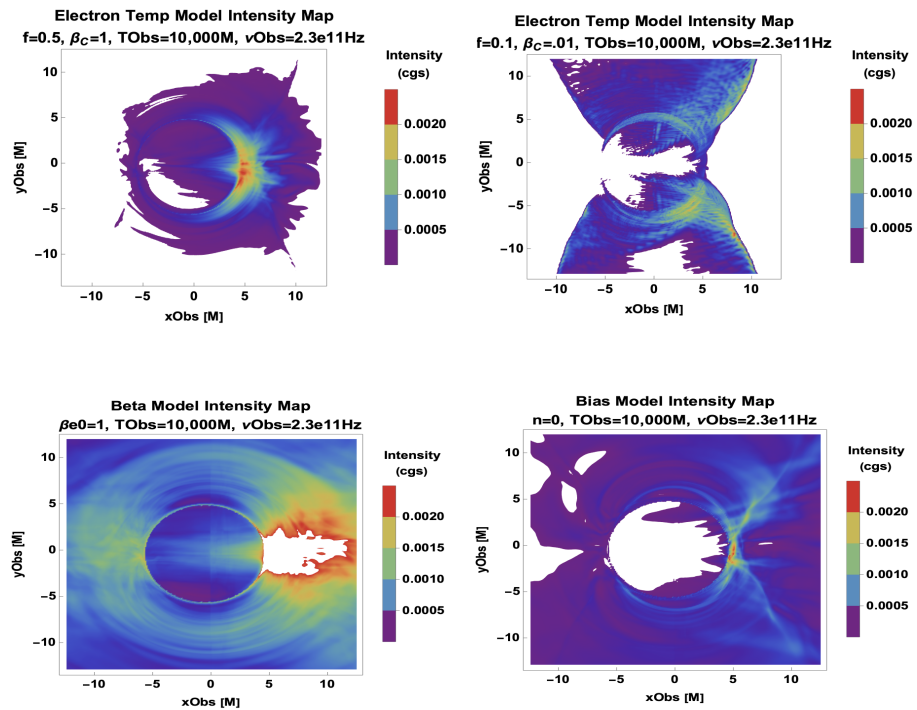 Electron Temp Model Intensity Map
f=0.5, βC=1, TObs=10,000M, νObs=2.3e11Hz
Intensity
(cgs)
10
5
0
−5
−10
yObs [M]
0.0020
0.0015
0.0010
0.0005
−10 −5 0 5 10
xObs [M]
Electron Temp Model Intensity Map
f=0.1, βC=.01, TObs=10,000M, νObs=2.3e11Hz
Intensity
(cgs)
10
5
0
−5
−10
yObs [M]
0.0020
0.0015
0.0010
0.0005
−10 −5 0 5 10
xObs [M]
Beta Model Intensity Map
βe0=1, TObs=10,000M, νObs=2.3e11Hz
Intensity
(cgs)
10
5
0
−5
−10
yObs [M]
0.0020
0.0015
0.0010
0.0005
−10 −5 0 5 10
xObs [M]
Bias Model Intensity Map
n=0, TObs=10,000M, νObs=2.3e11Hz
Intensity
(cgs)
10
5
0
−5
−10
yObs [M]
0.0020
0.0015
0.0010
0.0005
−10 −5 0 5 10
xObs [M]